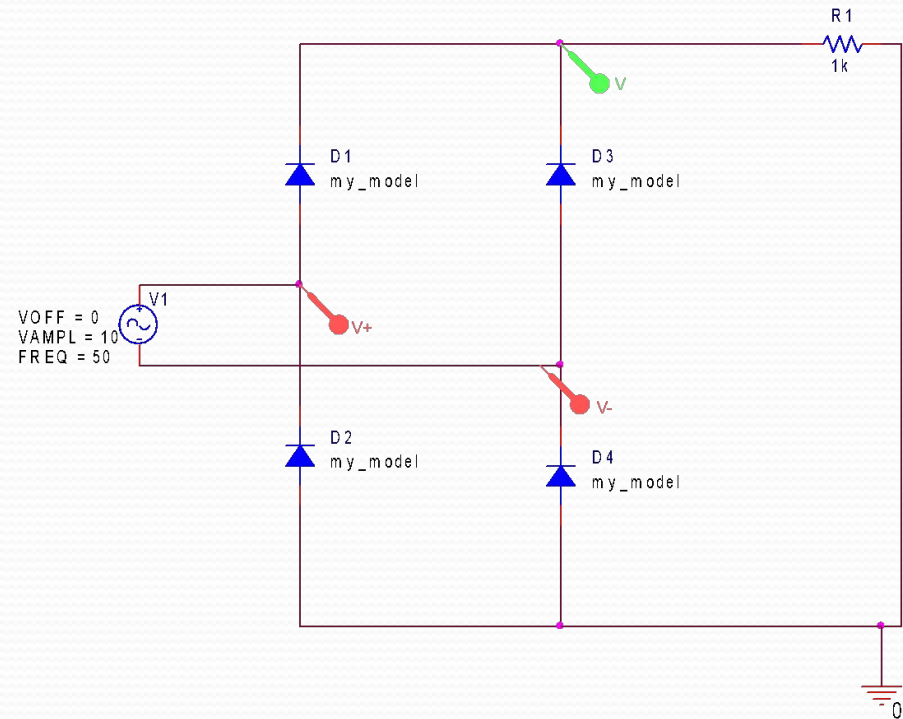 R1
1k
V
D1
my_model
D3
my_model
V1
VOFF = 0
VAMPL = 10
FREQ = 50
V+
V-
D2
my_model
D4
my_model
0